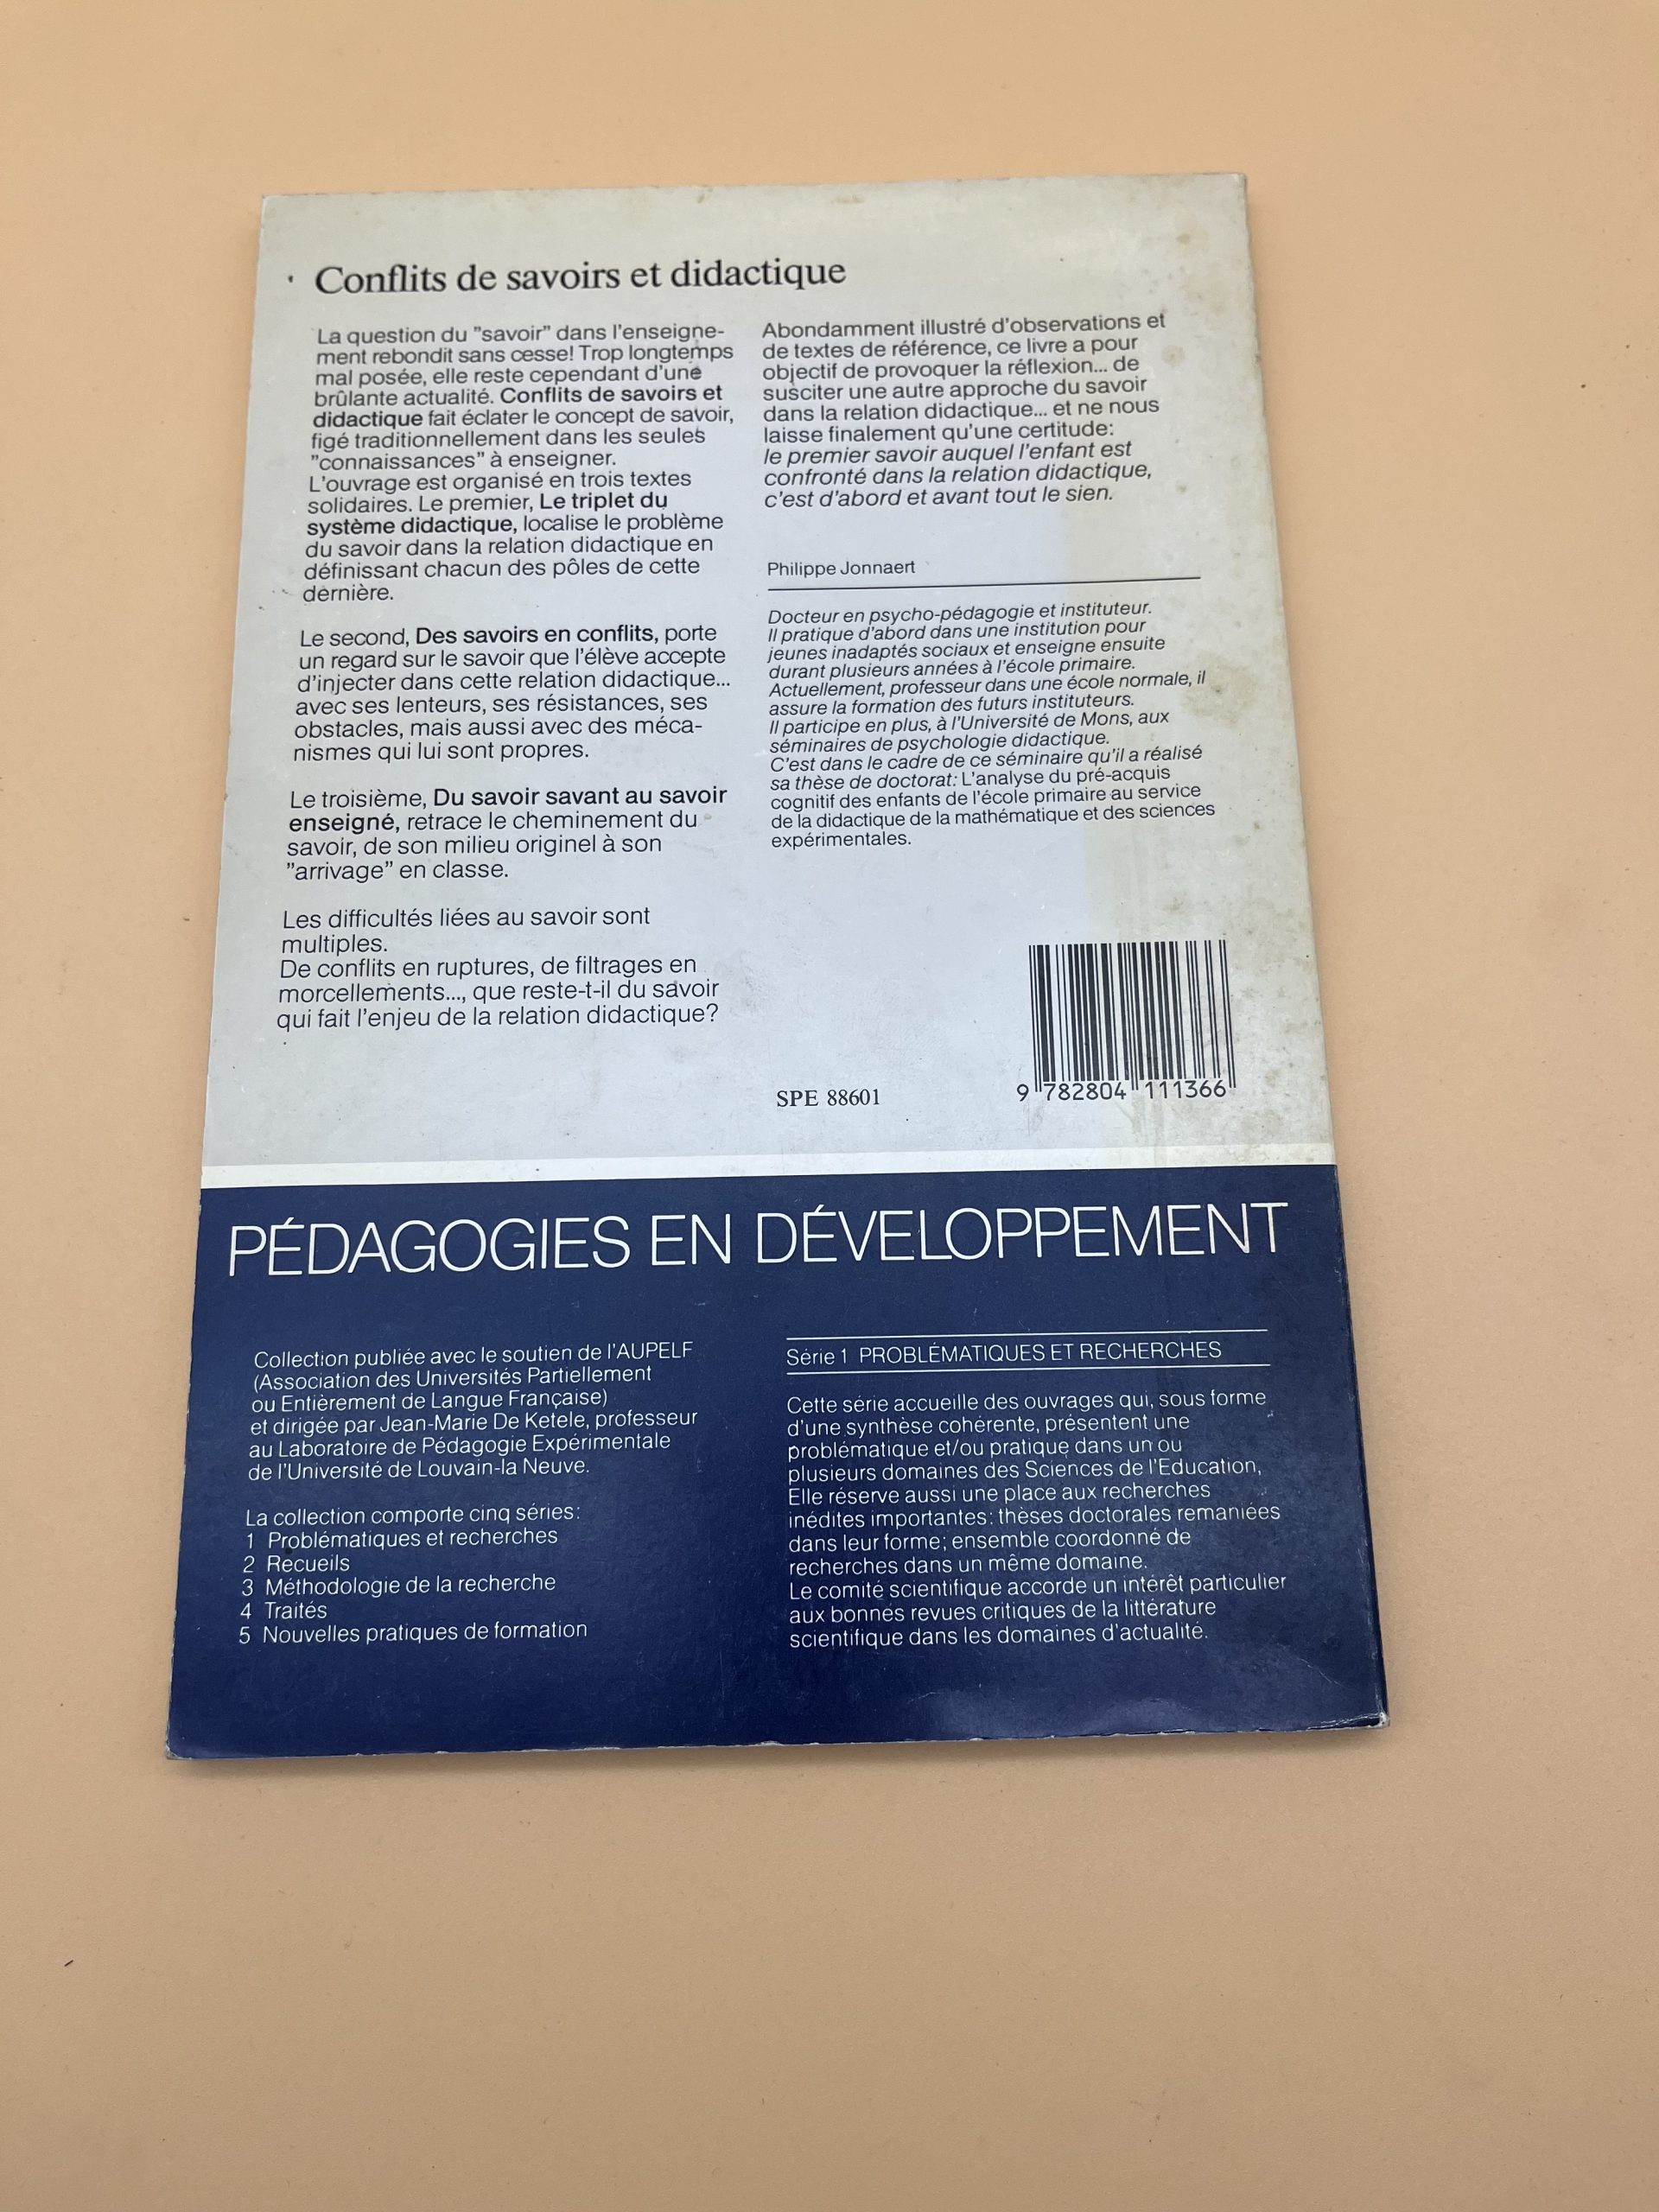 Conflits de savoirs et didactique
La question du "savoir" dans l'enseigne-
ment rebondit sans cesse! Trop longtemps
mal posée, elle reste cependant d'une
brûlante actualité. Conflits de savoirs et
didactique fait éclater le concept de savoir,
figé traditionnellement dans les seules
"connaissances" à enseigner.
L'ouvrage est organisé en trois textes
solidaires. Le premier, Le triplet du
système didactique, localise le problème
du savoir dans la relation didactique en
définissant chacun des pôles de cette
dernière.
Le second, Des savoirs en conflits, porte
un regard sur le savoir que l'élève accepte
d'injecter dans cette relation didactique...
avec ses lenteurs, ses résistances, ses
obstacles, mais aussi avec des méca-
nismes qui lui sont propres.
Le troisième, Du savoir savant au savoir
enseigné, retrace le cheminement du
savoir, de son milieu originel à son
"arrivage" en classe.
Les difficultés liées au savoir sont
multiples.
De conflits en ruptures, de filtrages en
morcellements..., que reste-t-il du savoir
qui fait l'enjeu de la relation didactique?
Abondamment illustré d'observations et
de textes de référence, ce livre a pour
objectif de provoquer la réflexion... de
susciter une autre approche du savoir
dans la relation didactique... et ne nous
laisse finalement qu'une certitude:
le premier savoir auquel l'enfant est
confronté dans la relation didactique,
c'est d'abord et avant tout le sien.
Philippe Jonnaert
Docteur en psycho-pédagogie et instituteur.
Il pratique d'abord dans une institution pour
jeunes inadaptés sociaux et enseigne ensuite
durant plusieurs années à l'école primaire.
Actuellement, professeur dans une école normale, il
assure la formation des futurs instituteurs.
Il participe en plus, à l'Université de Mons, aux
séminaires de psychologie didactique.
C'est dans le cadre de ce séminaire qu'il a réalisé
sa thèse de doctorat: L'analyse du pré-acquis
cognitif des enfants de l'école primaire au service
de la didactique de la mathématique et des sciences
expérimentales.
SPE 88601
9 782804 111366
PÉDAGOGIES EN DÉVELOPPEMENT
Collection publiée avec le soutien de l'AUPELF
(Association des Universités Partiellement
ou Entièrement de Langue Française)
et dirigée par Jean-Marie De Ketele, professeur
au Laboratoire de Pédagogie Expérimentale
de l'Université de Louvain-la Neuve.
La collection comporte cinq séries:
1 Problématiques et recherches
2 Recueils
3 Méthodologie de la recherche
4 Traités
5 Nouvelles pratiques de formation
Série 1 PROBLÉMATIQUES ET RECHERCHES
Cette série accueille des ouvrages qui, sous forme
d'une synthèse cohérente, présentent une
problématique et/ou pratique dans un ou
plusieurs domaines des Sciences de l'Education,
Elle réserve aussi une place aux recherches
inédites importantes: thèses doctorales remaniées
dans leur forme; ensemble coordonné de
recherches dans un même domaine.
Le comité scientifique accorde un intérêt particulier
aux bonnes revues critiques de la littérature
scientifique dans les domaines d'actualité.